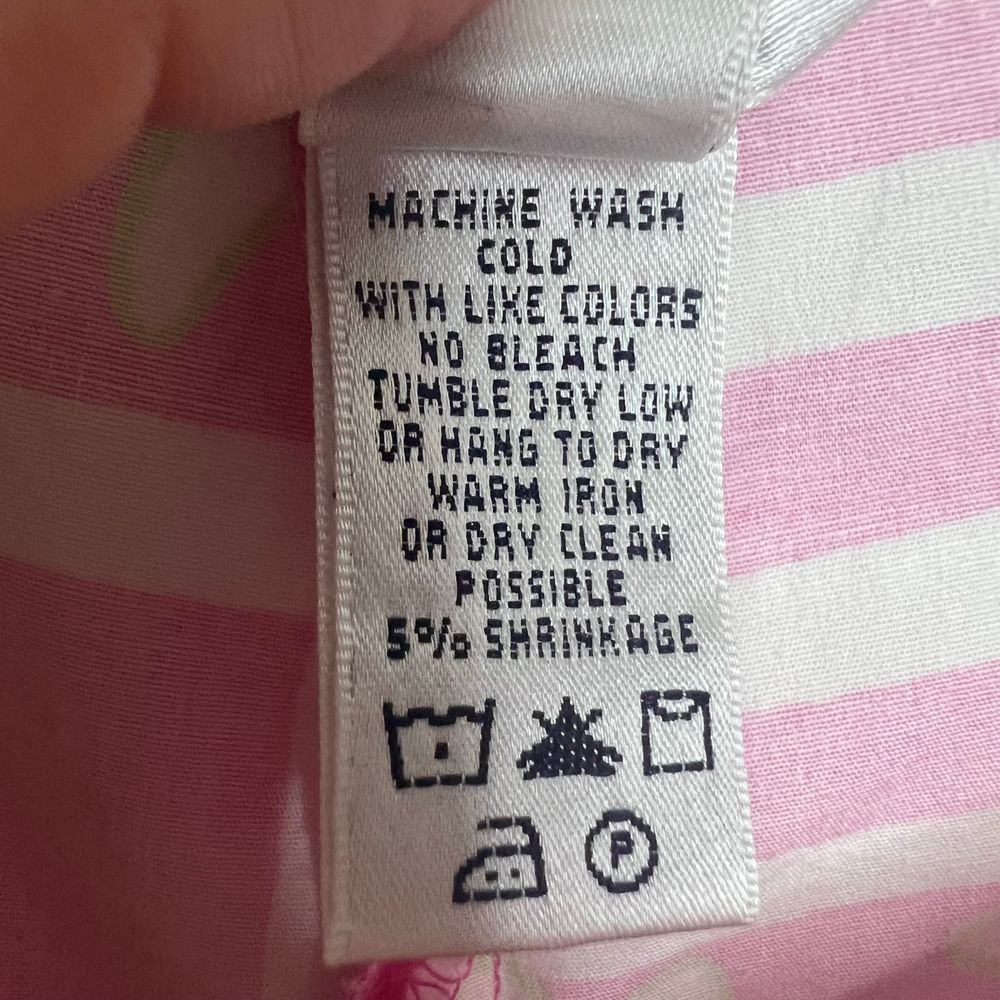 MACHINE WASH
COLD
WITH LIKE COLORS
NO BLEACH
TUMBLE DRY LOW
OR HANG TO DRY
WARM IRON
OR DRY CLEAN
POSSIBLE
5% SHRINKAGE
P